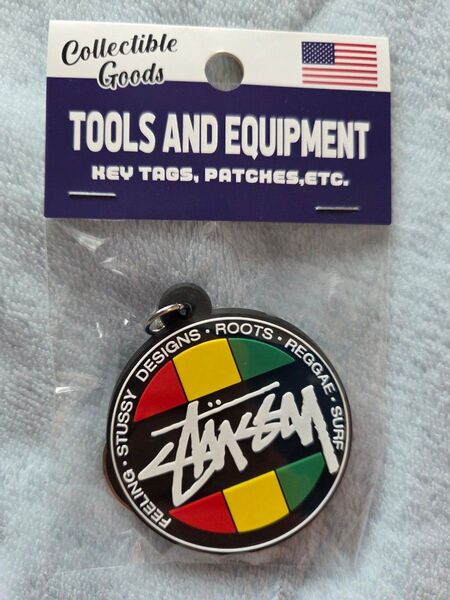 Collectible
Goods
TOOLS AND EQUIPMENT
KEY TAGS, PATCHES,ETC.
FEELING · STUSSY DESIGNS · ROOTS · REGGAE · SURF
STÜSSY